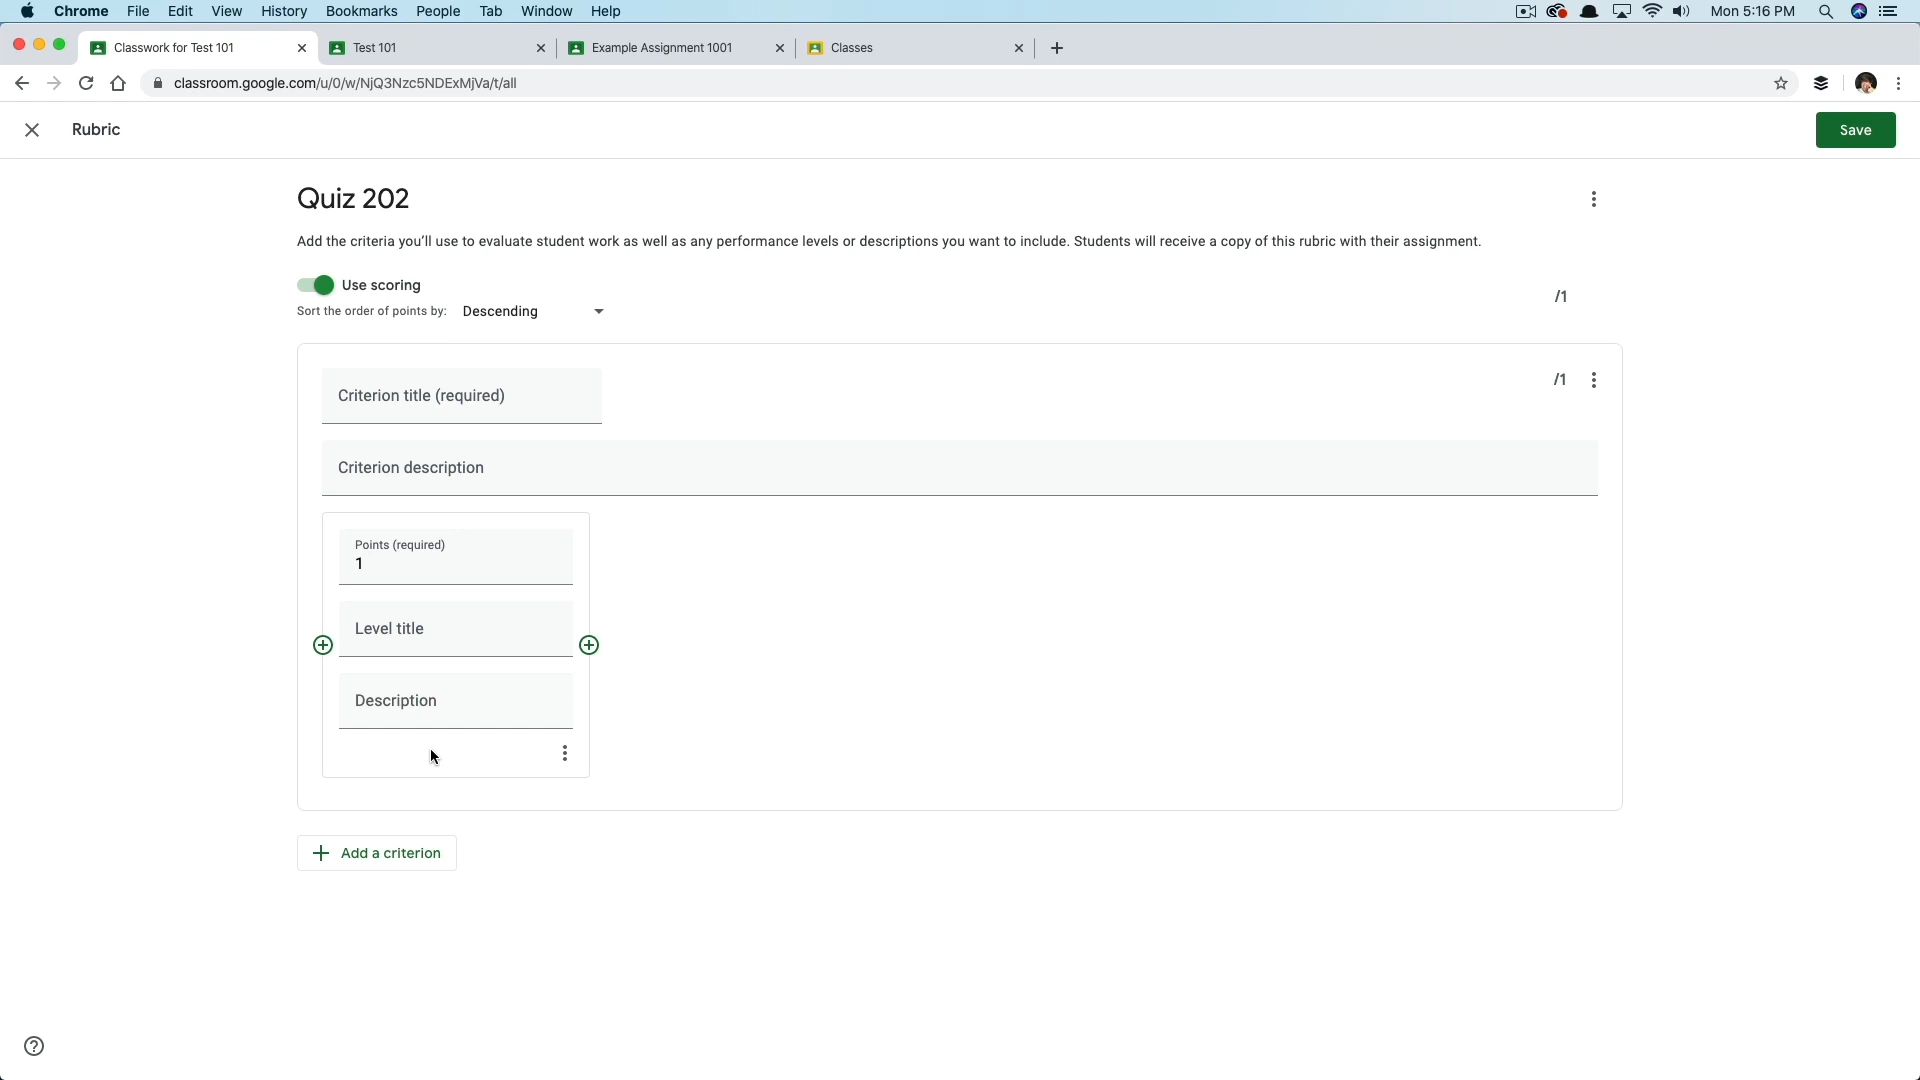 Chrome File Edit View History Bookmarks People Tab Window Help Mon 5:16 PM
Classwork for Test 101 Test 101 Example Assignment 1001 Classes
classroom.google.com/u/0/w/NjQ3Nzc5NDExMjVa/t/all
Rubric Save
Quiz 202
Add the criteria you’ll use to evaluate student work as well as any performance levels or descriptions you want to include. Students will receive a copy of this rubric with their assignment.
Use scoring
/1
Sort the order of points by: Descending
/1
Criterion title (required)
Criterion description
Points (required)
1
Level title
Description
Add a criterion